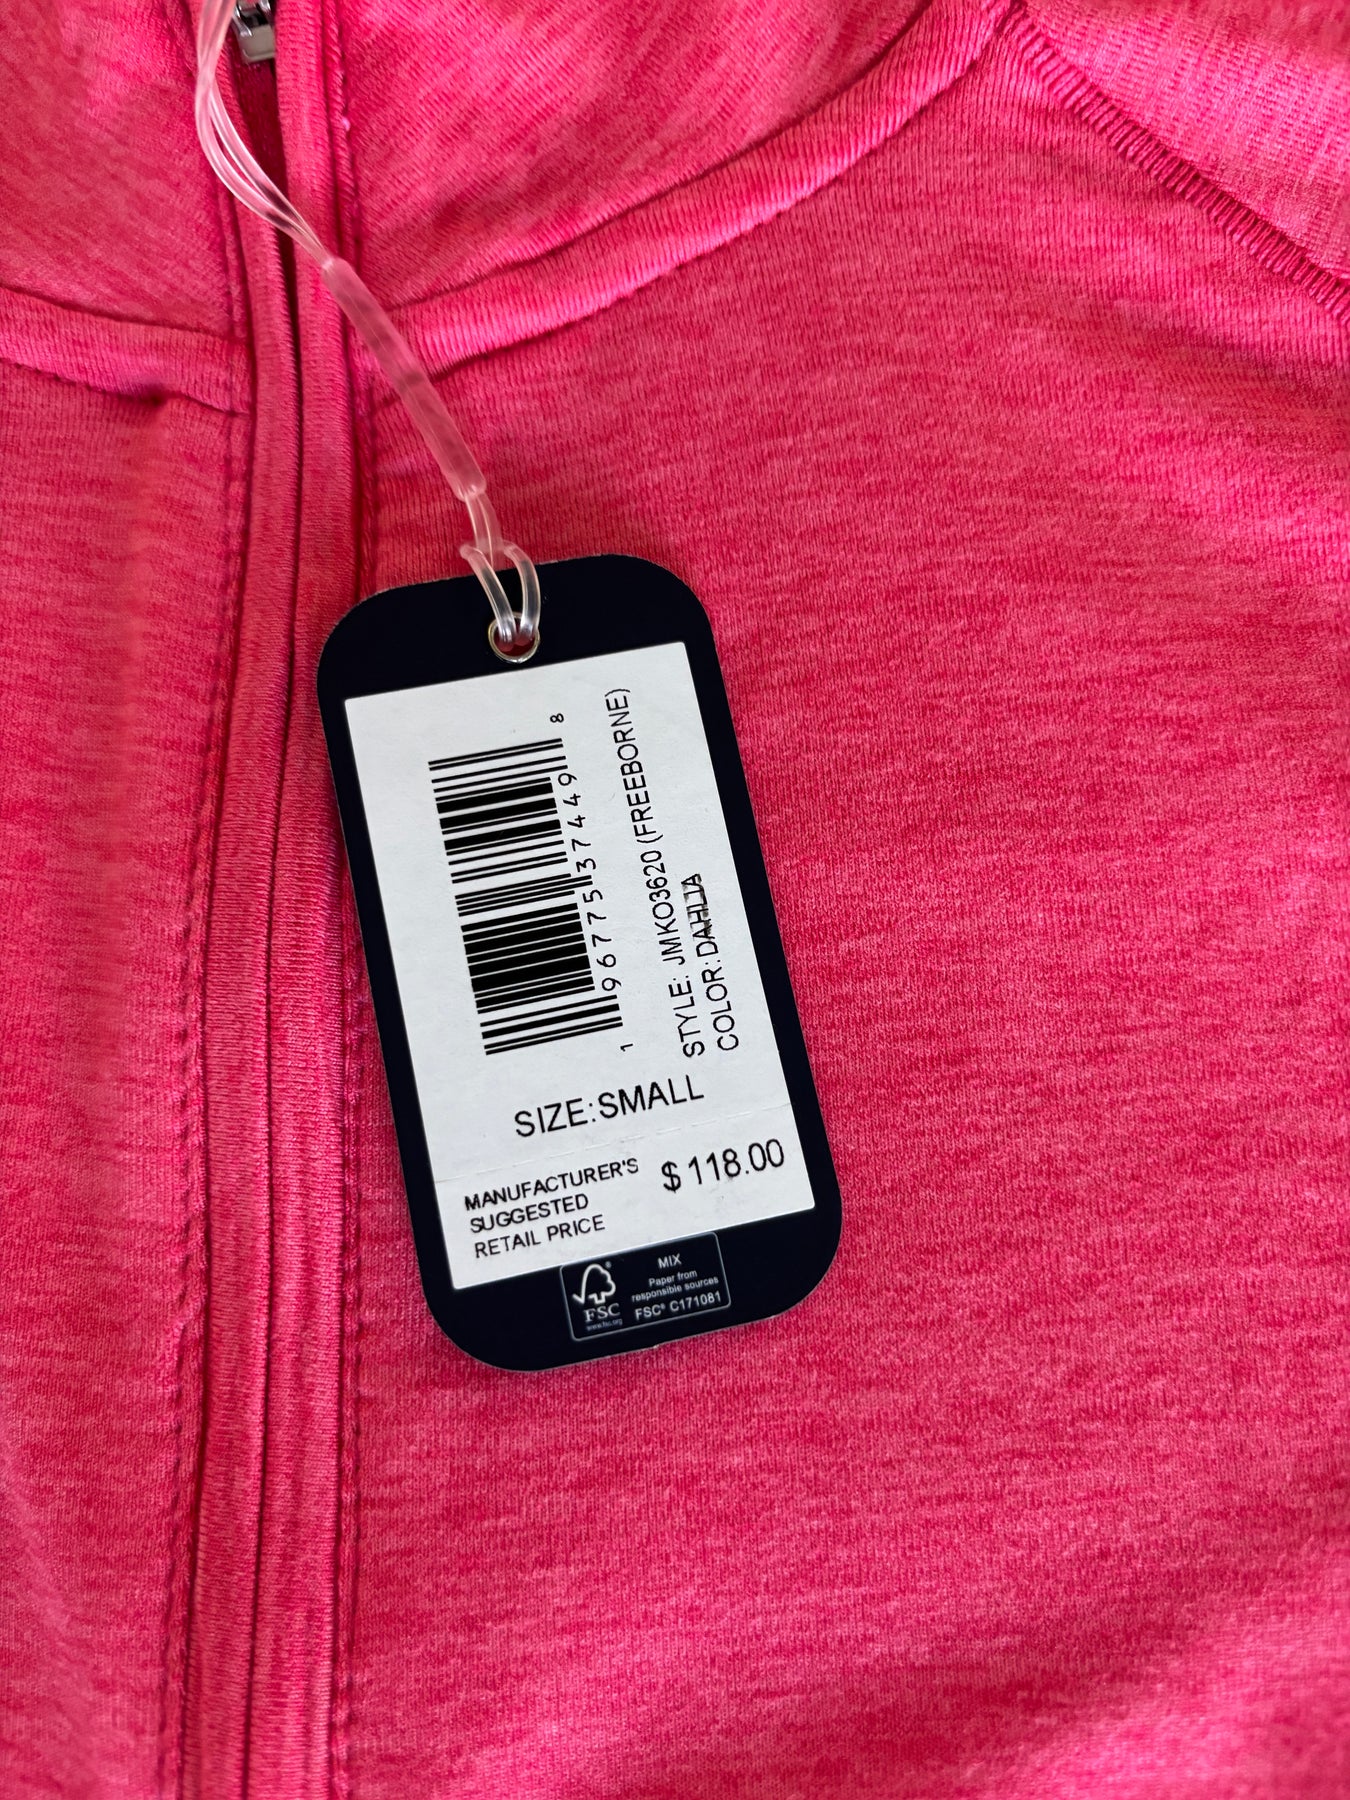 1 96775 37449 8
STYLE: JMKO3620 (FREEBORNE)
COLOR: DAHLIA
SIZE:SMALL
MANUFACTURER'S
SUGGESTED
RETAIL PRICE
$ 118.00
FSC®
www.fsc.org
MIX
Paper from
responsible sources
FSC® C171081